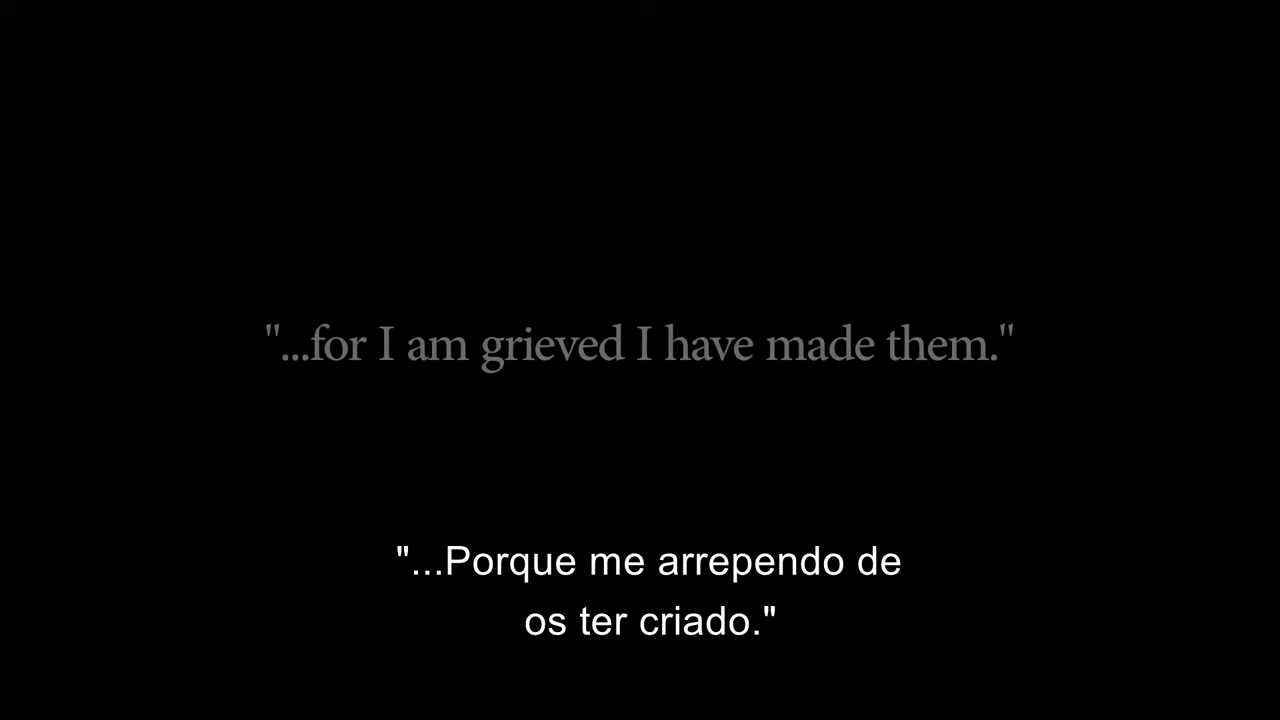 "...for I am grieved I have made them."
"...Porque me arrependo de
os ter criado."